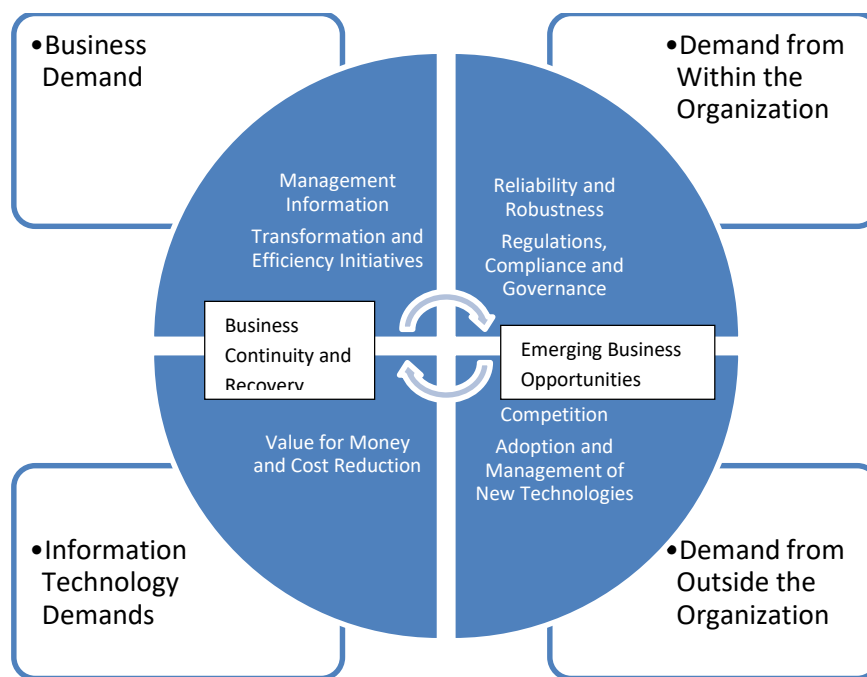 •Business
Demand
•Demand from
Within the
Organization
Management
Information
Transformation and
Efficiency Initiatives
Reliability and
Robustness
Regulations,
Compliance and
Governance
Business
Continuity and
Recovery
Emerging Business
Opportunities
Value for Money
and Cost Reduction
Competition
Adoption and
Management of
New Technologies
•Information
Technology
Demands
•Demand from
Outside the
Organization